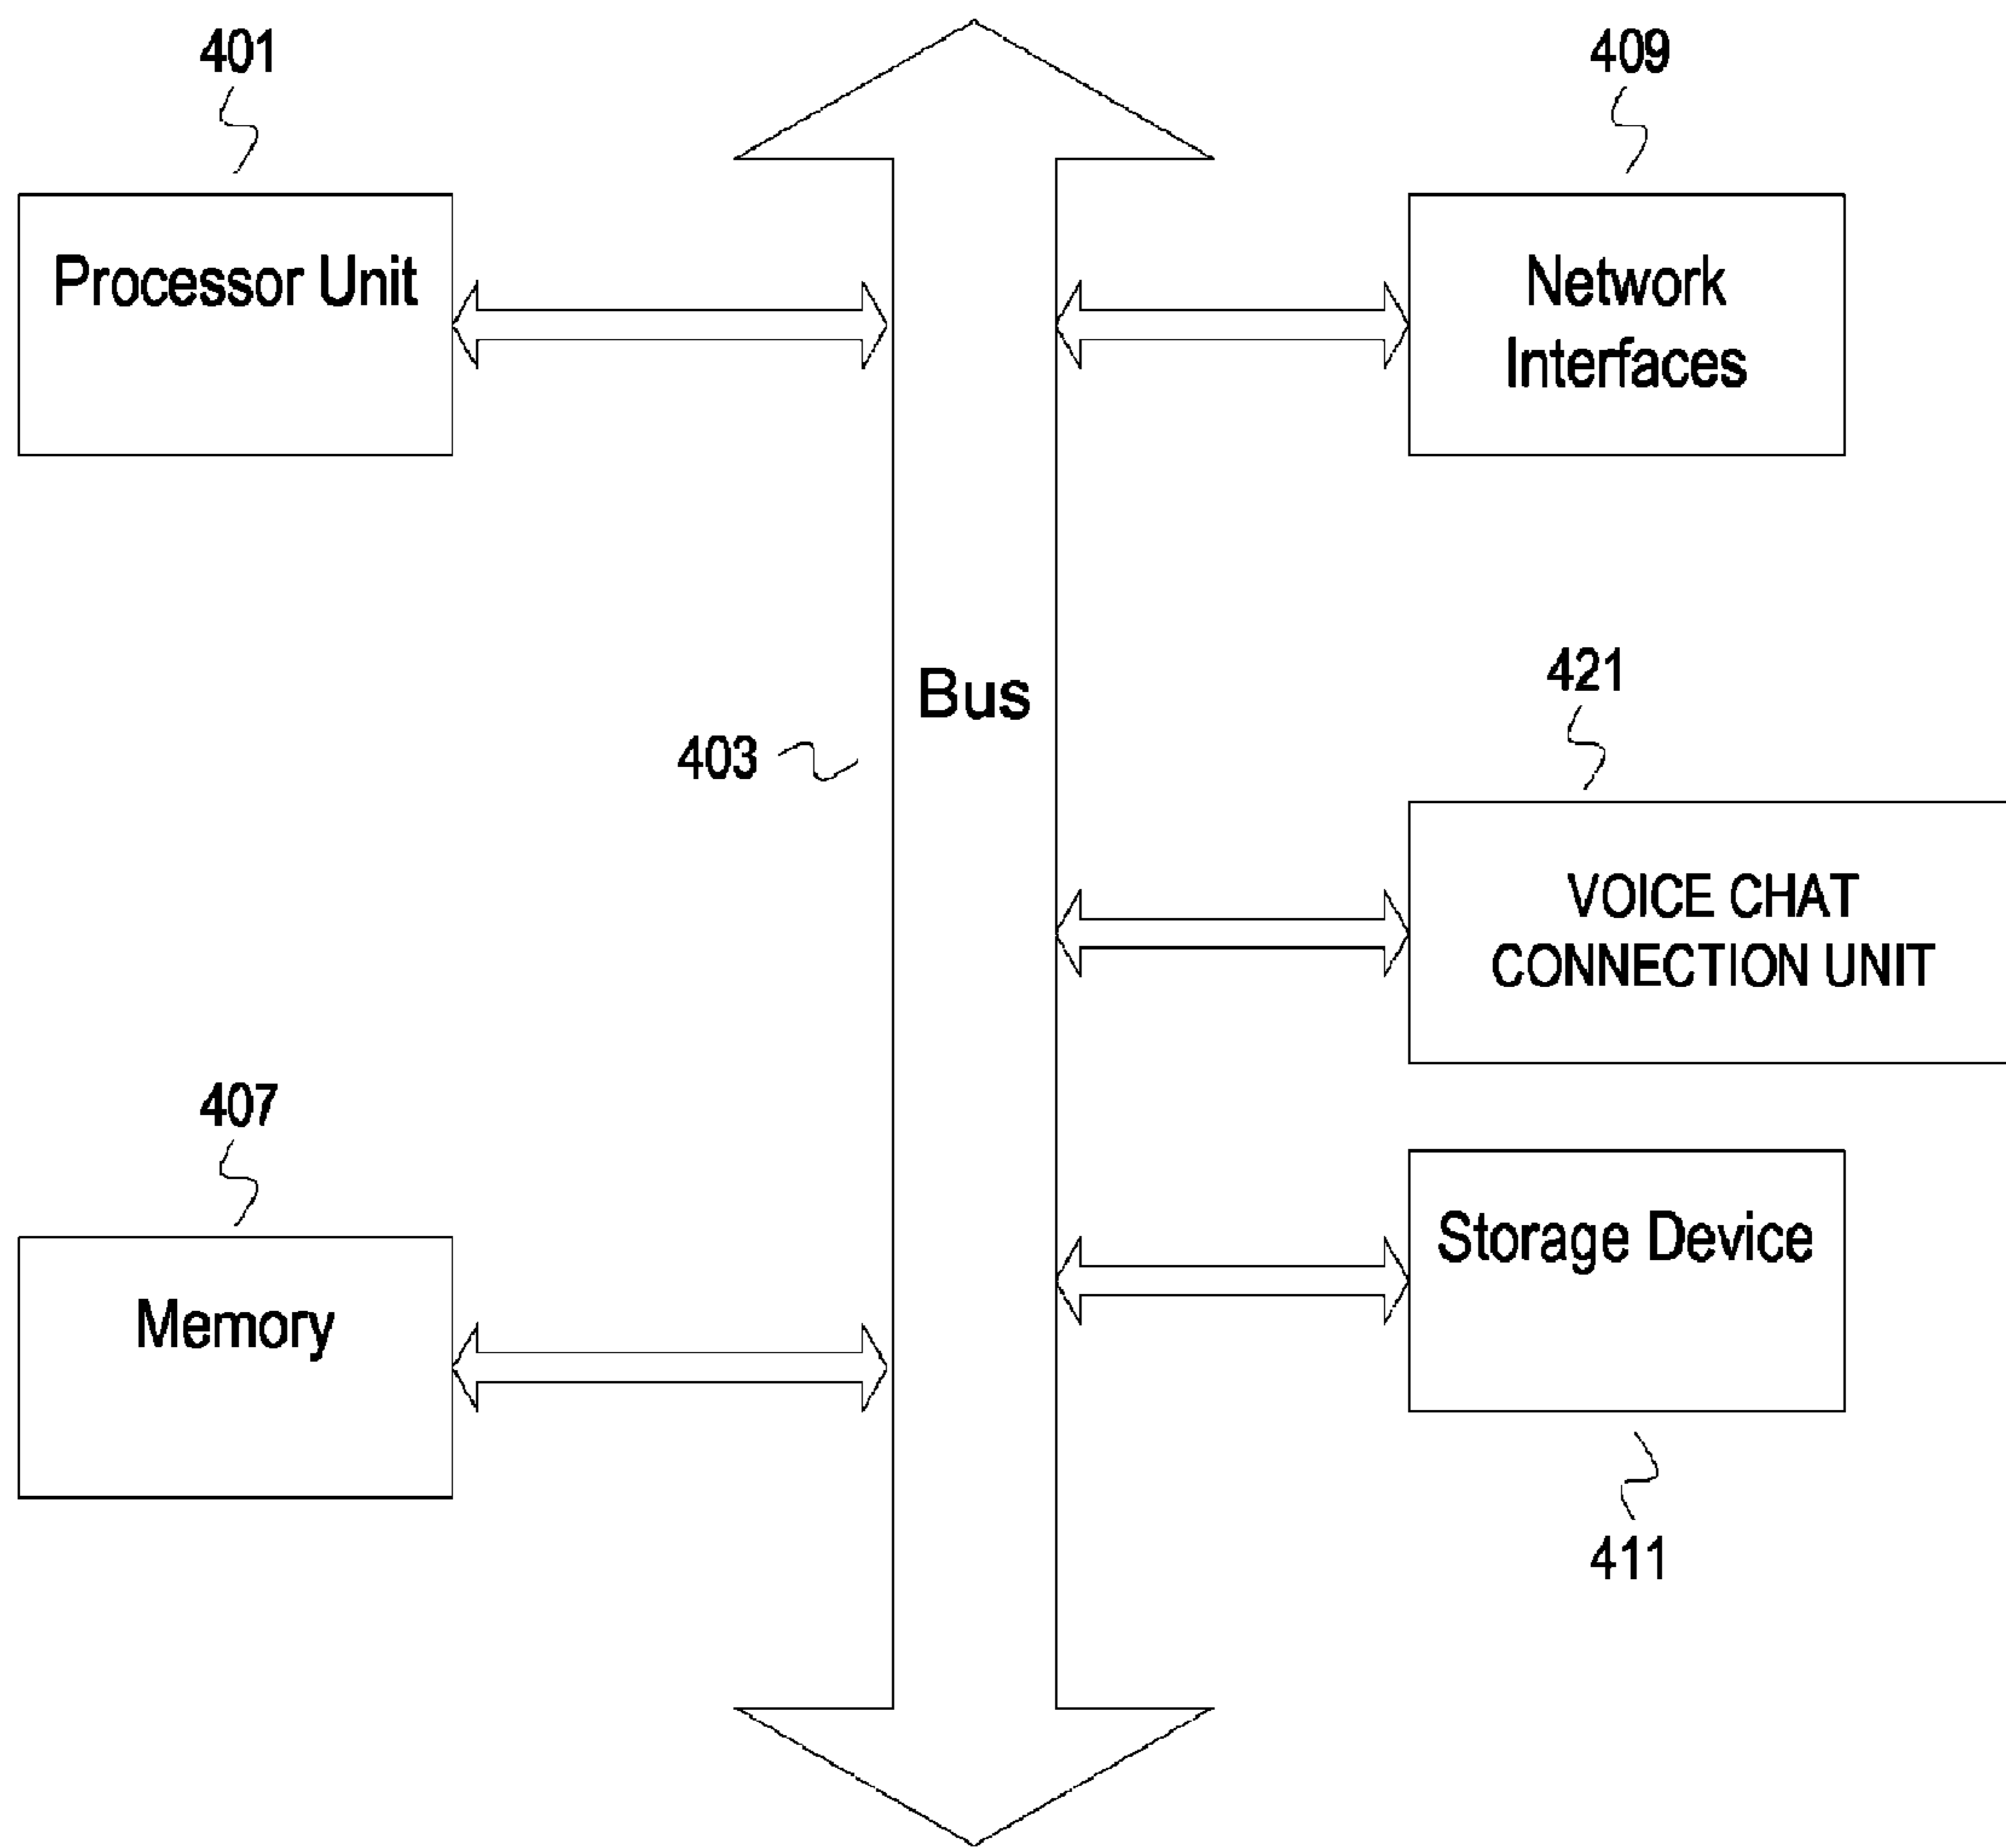 401
Processor Unit
409
Network
Interfaces
Bus
403
421
VOICE CHAT
CONNECTION UNIT
407
Memory
Storage Device
411